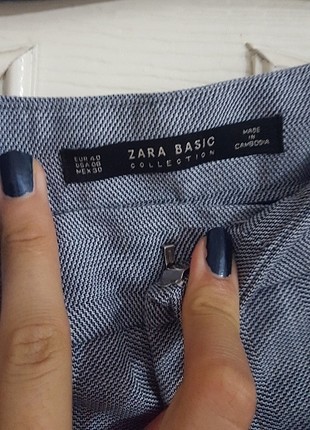 EUR 40
USA 08
MEX 30
ZARA BASIC
COLLECTION
MADE
IN
CAMBODIA